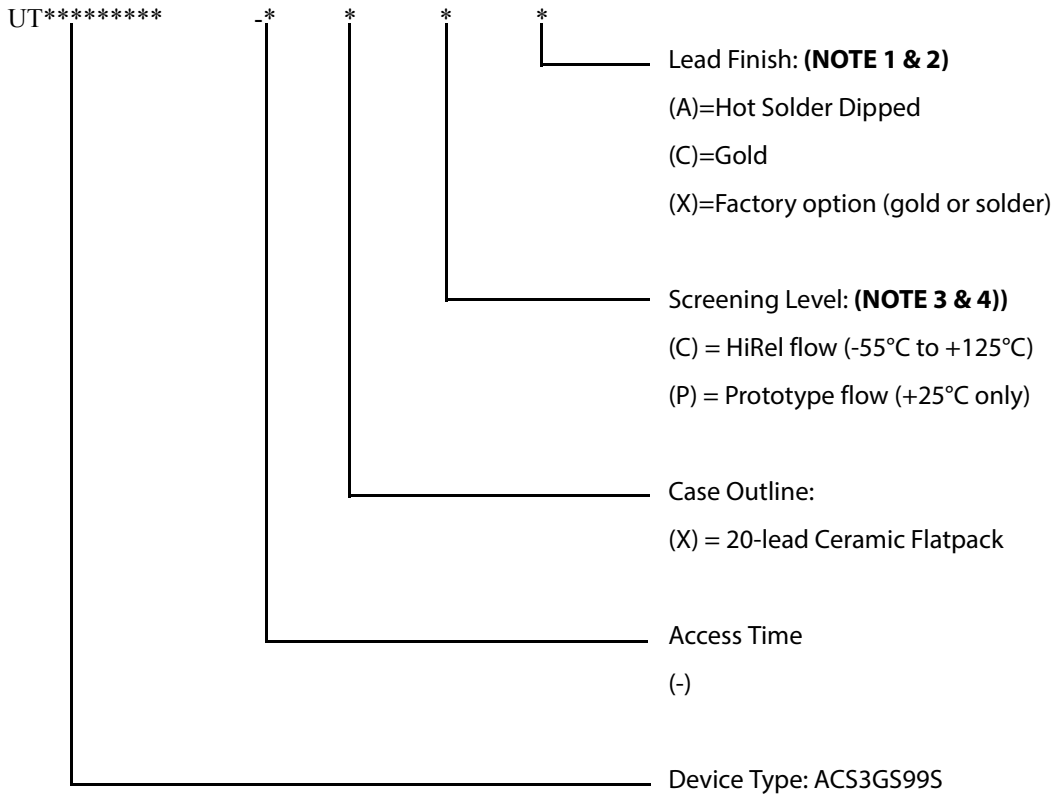 UT********* -* * * *
Lead Finish: (NOTE 1 & 2)
(A)=Hot Solder Dipped
(C)=Gold
(X)=Factory option (gold or solder)
Screening Level: (NOTE 3 & 4))
(C) = HiRel flow (-55°C to +125°C)
(P) = Prototype flow (+25°C only)
Case Outline:
(X) = 20-lead Ceramic Flatpack
Access Time
(-)
Device Type: ACS3GS99S